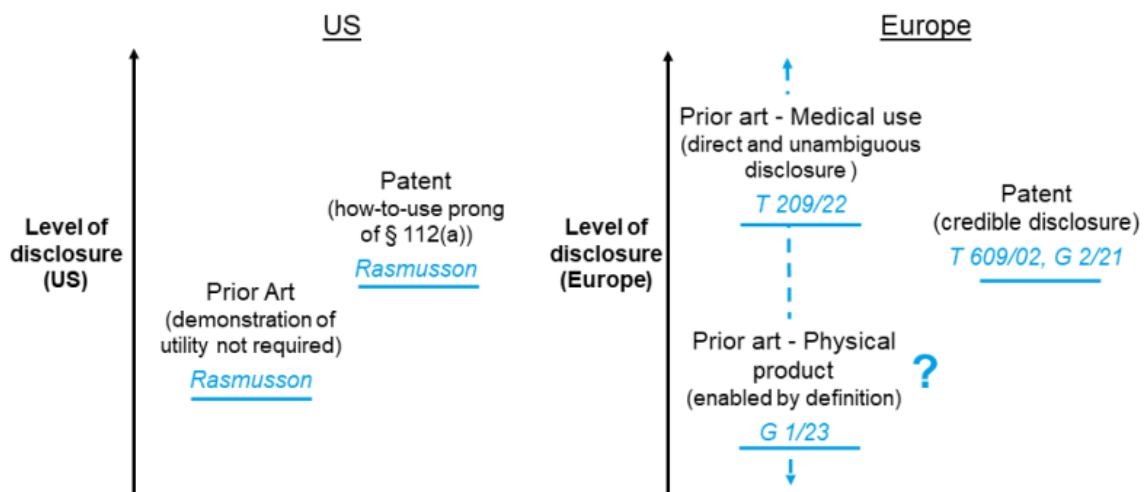 US
Level of
disclosure
(US)
Patent
(how-to-use prong
of § 112(a))
Rasmusson
Prior Art
(demonstration of
utility not required)
Rasmusson
Europe
Level of
disclosure
(Europe)
Prior art - Medical use
(direct and unambiguous
disclosure )
T 209/22
Patent
(credible disclosure)
T 609/02, G 2/21
Prior art - Physical
product
(enabled by definition)
?
G 1/23